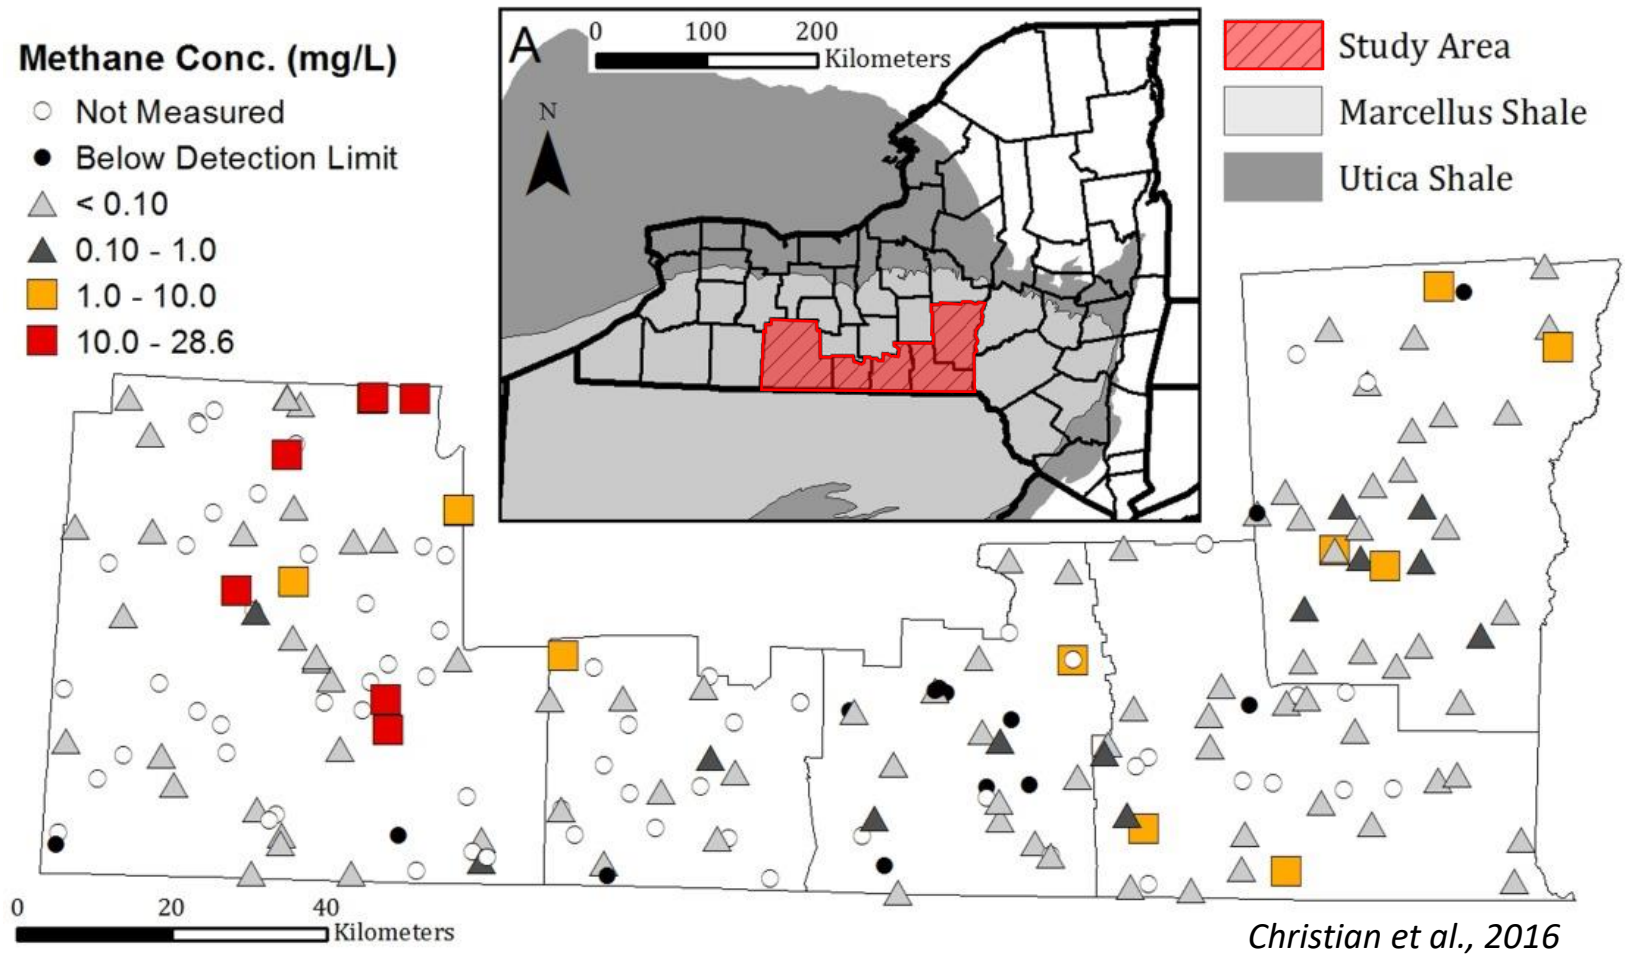 Methane Conc. (mg/L)
Not Measured
Below Detection Limit
< 0.10
0.10 - 1.0
1.0 - 10.0
10.0 - 28.6
A
0 100 200
Kilometers
N
Study Area
Marcellus Shale
Utica Shale
0 20 40
Kilometers
Christian et al., 2016